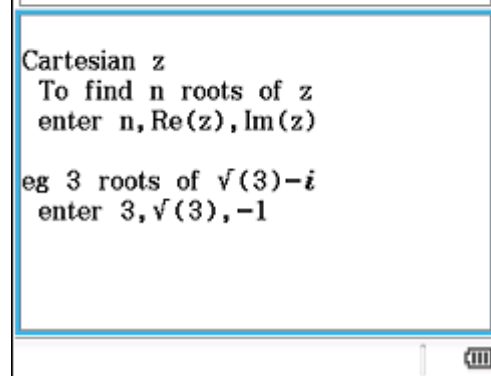 Cartesian z
To find n roots of z
enter n,Re(z),Im(z)
eg 3 roots of √(3)−i
enter 3,√(3),−1